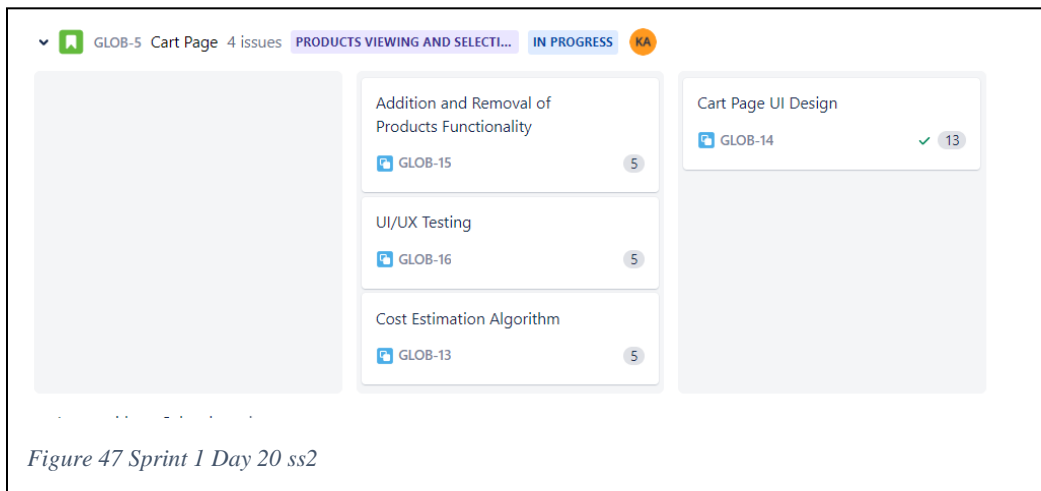 GLOB-5 Cart Page 4 issues PRODUCTS VIEWING AND SELECTI... IN PROGRESS KA
Addition and Removal of
Products Functionality
GLOB-15 5
UI/UX Testing
GLOB-16 5
Cost Estimation Algorithm
GLOB-13 5
Cart Page UI Design
GLOB-14 13
Figure 47 Sprint 1 Day 20 ss2